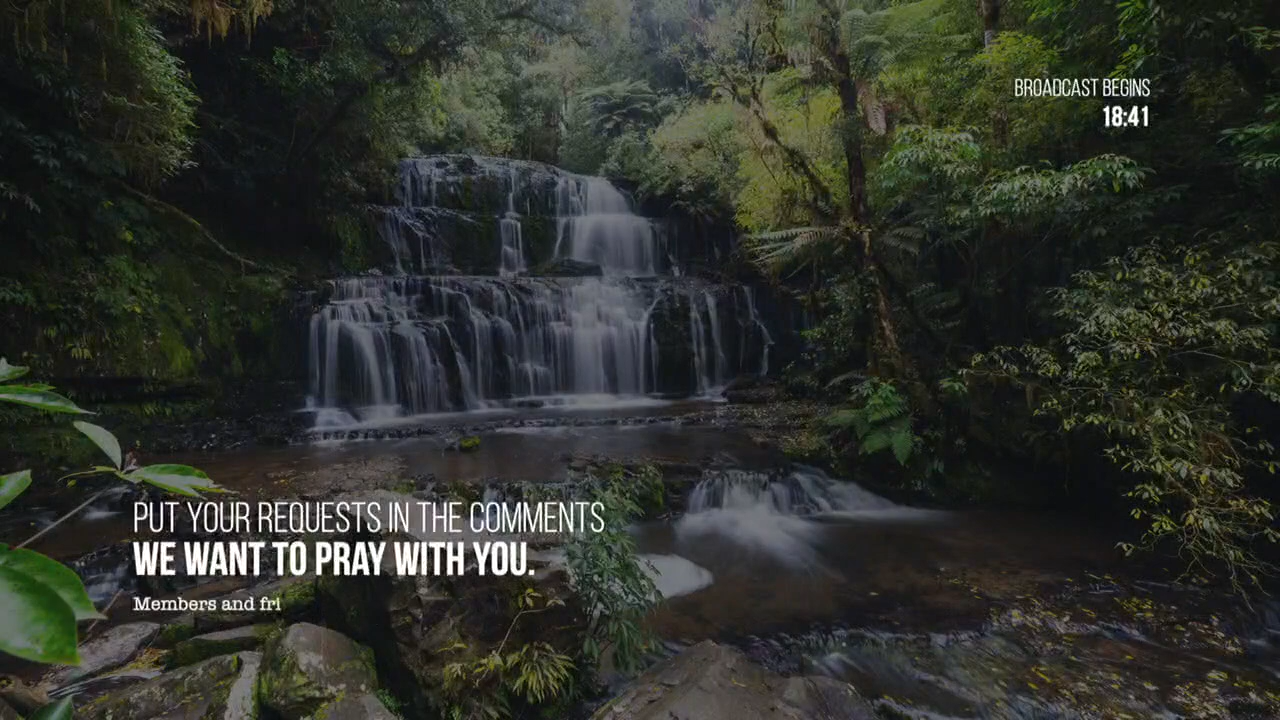 BROADCAST BEGINS
18:41
PUT YOUR REQUESTS IN THE COMMENTS
WE WANT TO PRAY WITH YOU.
Members and fri